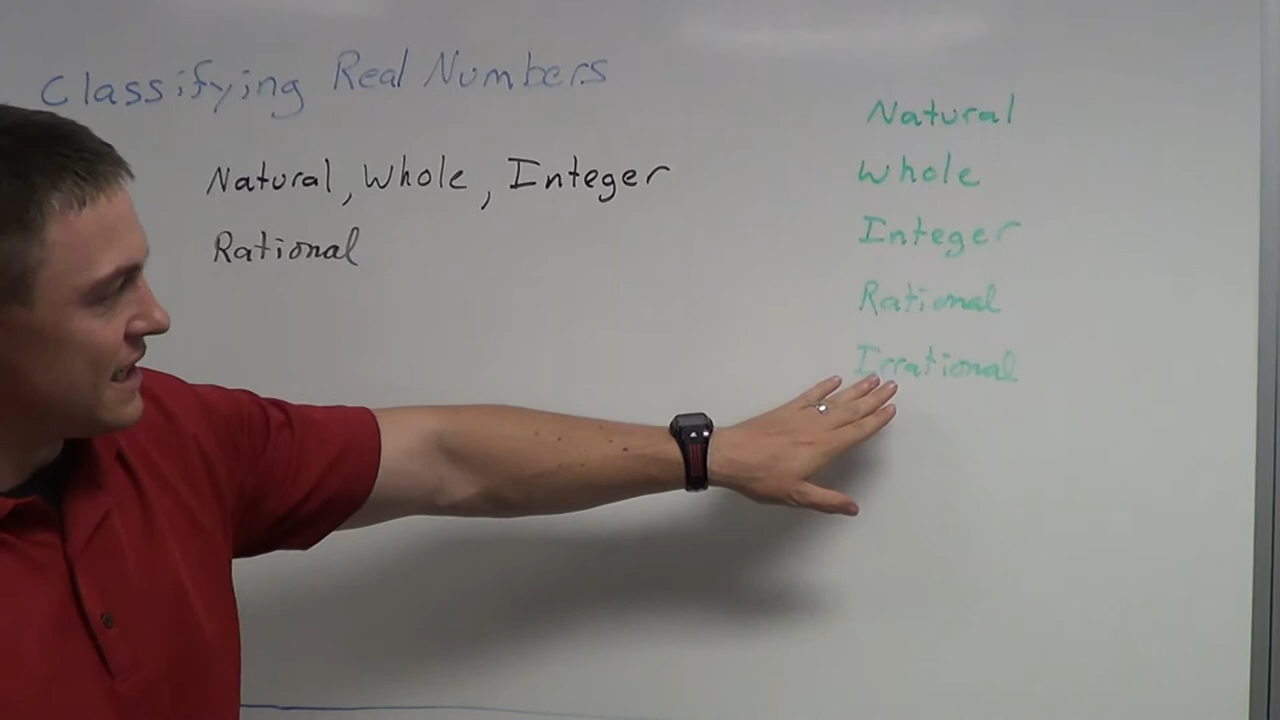 Classifying Real Numbers
Natural, Whole, Integer
Rational
Natural
Whole
Integer
Rational
Irrational